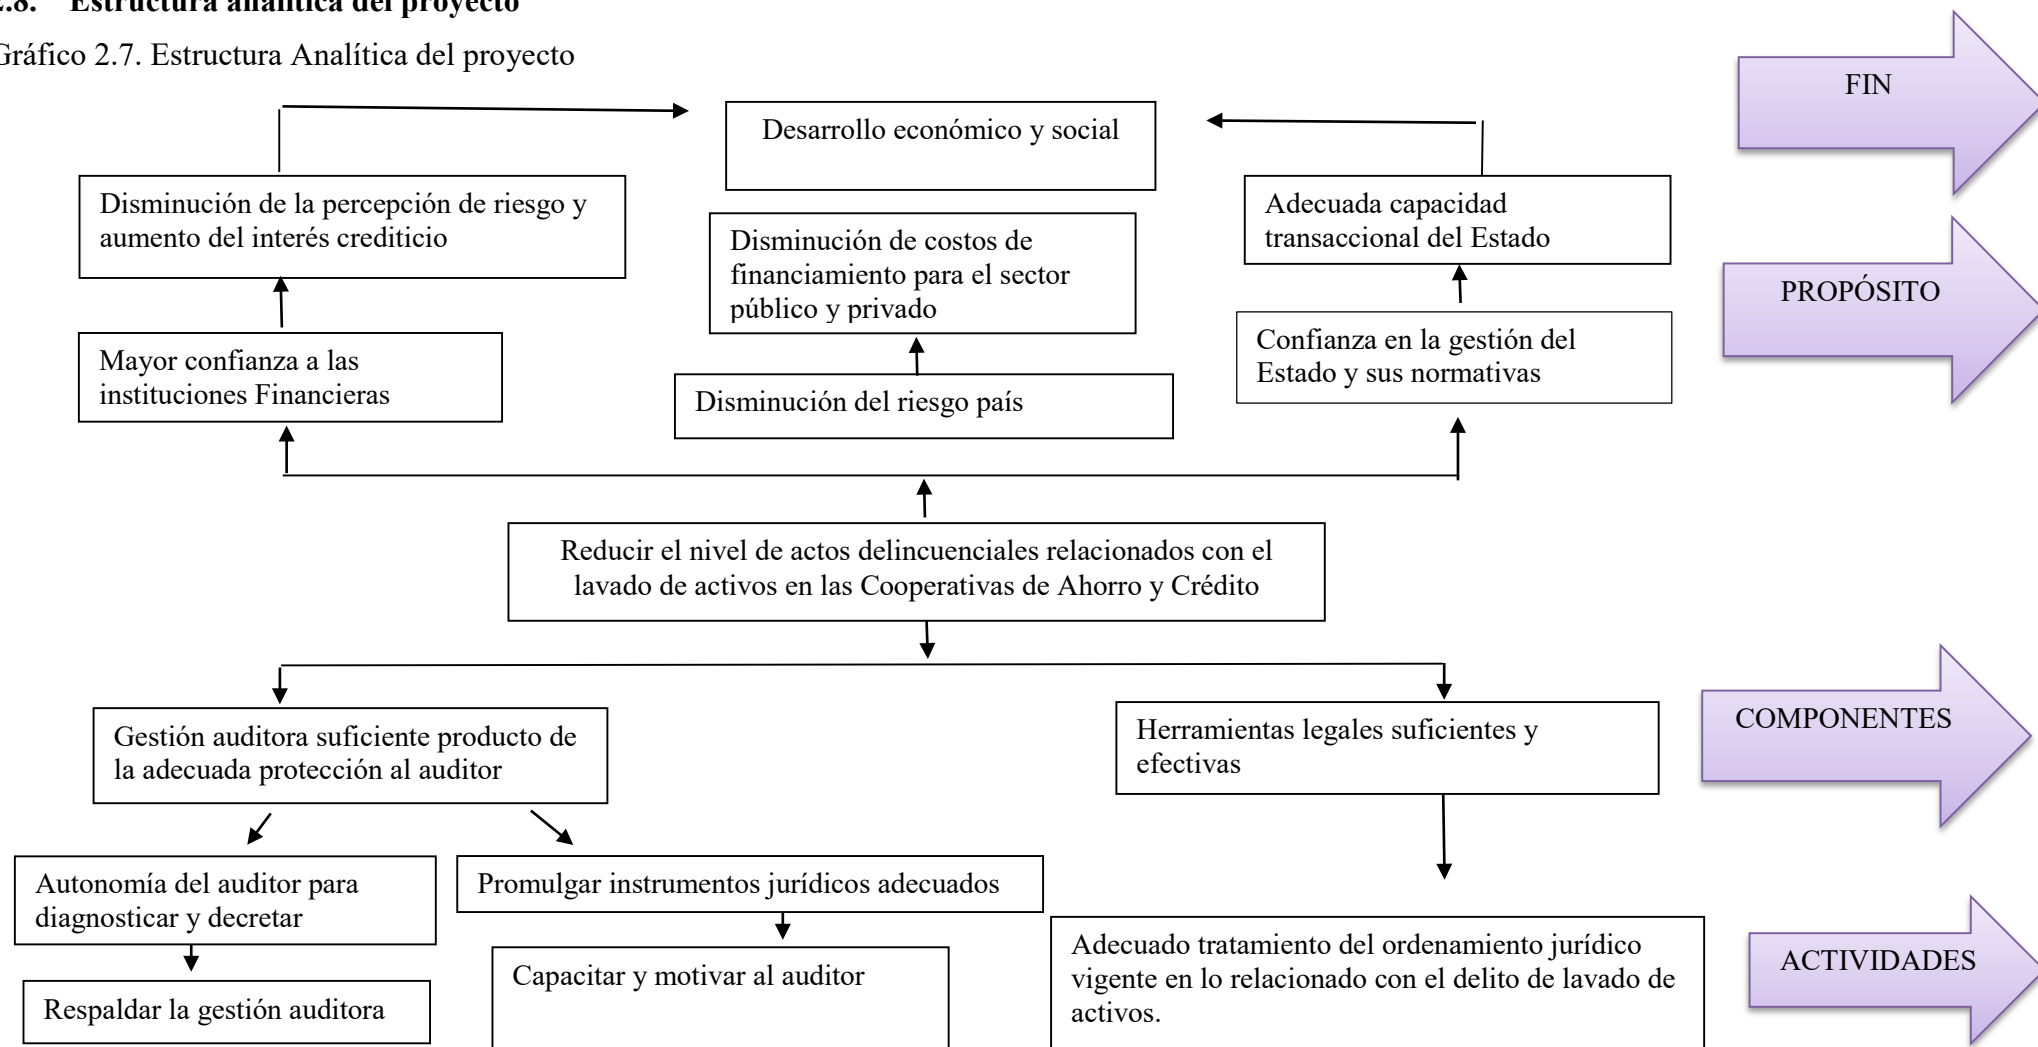 2.8. Estructura analítica del proyecto
Gráfico 2.7. Estructura Analítica del proyecto
FIN
Desarrollo económico y social
Disminución de la percepción de riesgo y
aumento del interés crediticio
Disminución de costos de
financiamiento para el sector
público y privado
Adecuada capacidad
transaccional del Estado
PROPÓSITO
Mayor confianza a las
instituciones Financieras
Disminución del riesgo país
Confianza en la gestión del
Estado y sus normativas
Reducir el nivel de actos delincuenciales relacionados con el
lavado de activos en las Cooperativas de Ahorro y Crédito
Gestión auditora suficiente producto de
la adecuada protección al auditor
Herramientas legales suficientes y
efectivas
COMPONENTES
Autonomía del auditor para
diagnosticar y decretar
Promulgar instrumentos jurídicos adecuados
Respaldar la gestión auditora
Capacitar y motivar al auditor
Adecuado tratamiento del ordenamiento jurídico
vigente en lo relacionado con el delito de lavado de
activos.
ACTIVIDADES